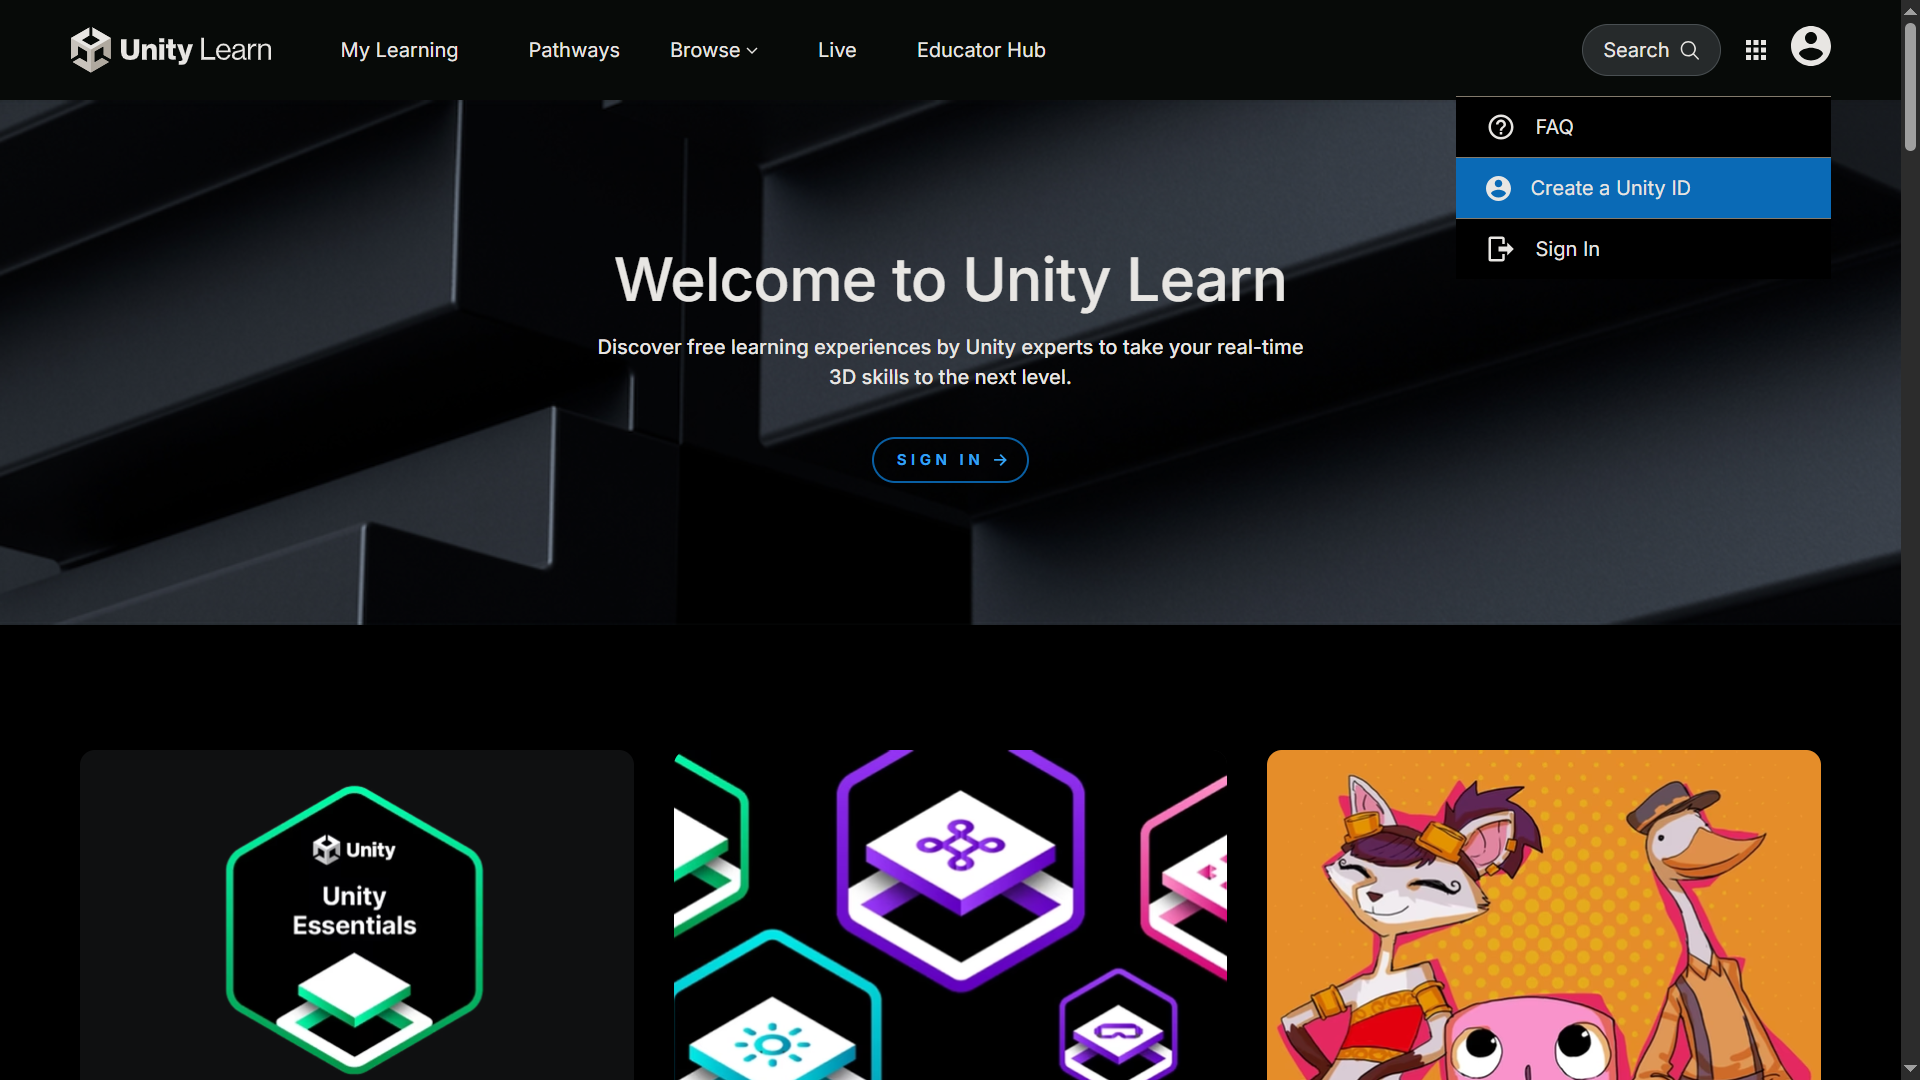 Unity Learn
My Learning
Pathways
Browse
Live
Educator Hub
Search
FAQ
Create a Unity ID
Sign In
Welcome to Unity Learn
Discover free learning experiences by Unity experts to take your real-time
3D skills to the next level.
SIGN IN
Unity
Unity
Essentials